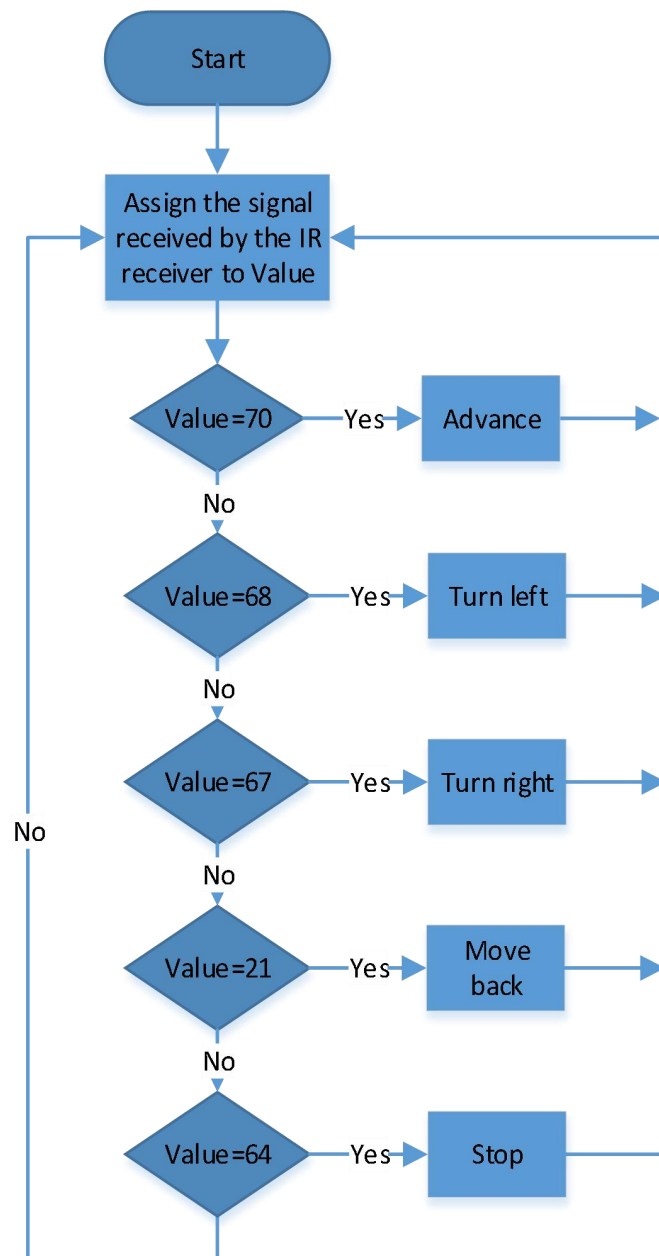 Start
Assign the signal
received by the IR
receiver to Value
Value=70
Yes
Advance
No
Value=68
Yes
Turn left
No
Value=67
Yes
Turn right
No
No
Value=21
Yes
Move
back
No
Value=64
Yes
Stop